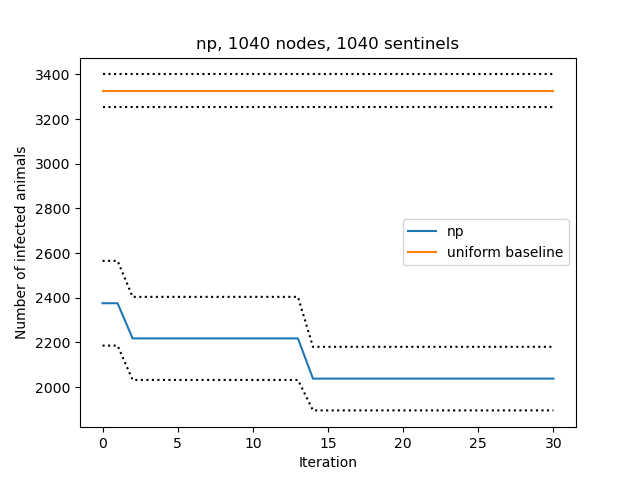 np, 1040 nodes, 1040 sentinels
3400
3200
3000
2800
2600
2400
2200
2000
Number of infected animals
np
uniform baseline
0 5 10 15 20 25 30
Iteration